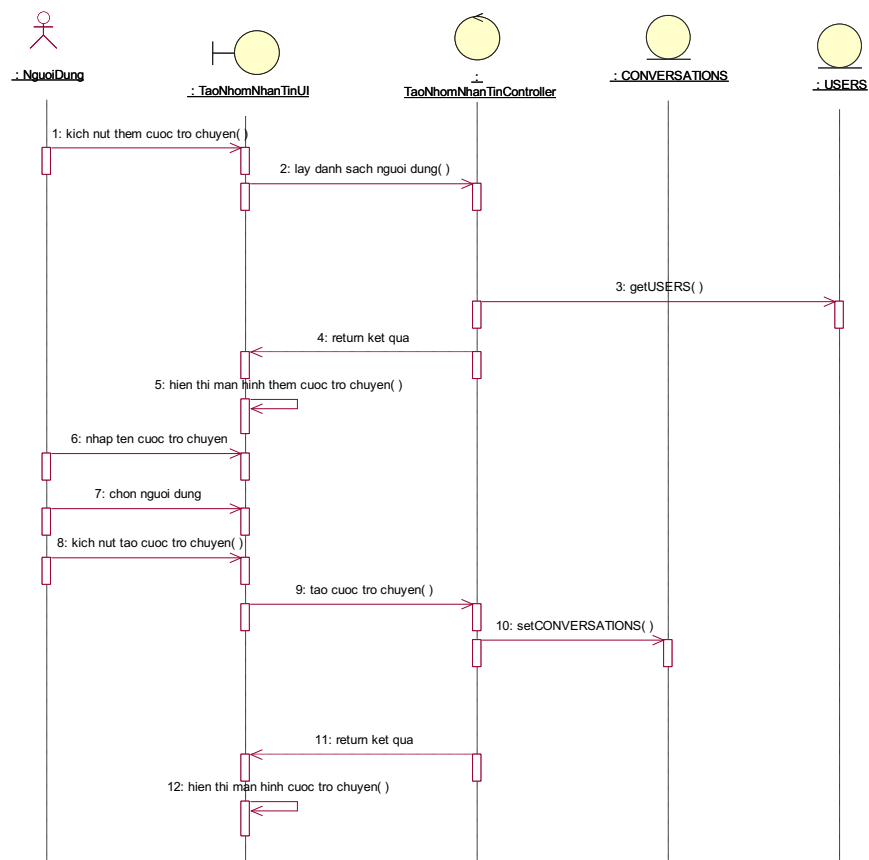 : NguoiDung
: TaoNhomNhanTinUI
:
TaoNhomNhanTinController
: CONVERSATIONS
: USERS
1: kich nut them cuoc tro chuyen( )
2: lay danh sach nguoi dung( )
3: getUSERS( )
4: return ket qua
5: hien thi man hinh them cuoc tro chuyen( )
6: nhap ten cuoc tro chuyen
7: chon nguoi dung
8: kich nut tao cuoc tro chuyen( )
9: tao cuoc tro chuyen( )
10: setCONVERSATIONS( )
11: return ket qua
12: hien thi man hinh cuoc tro chuyen( )